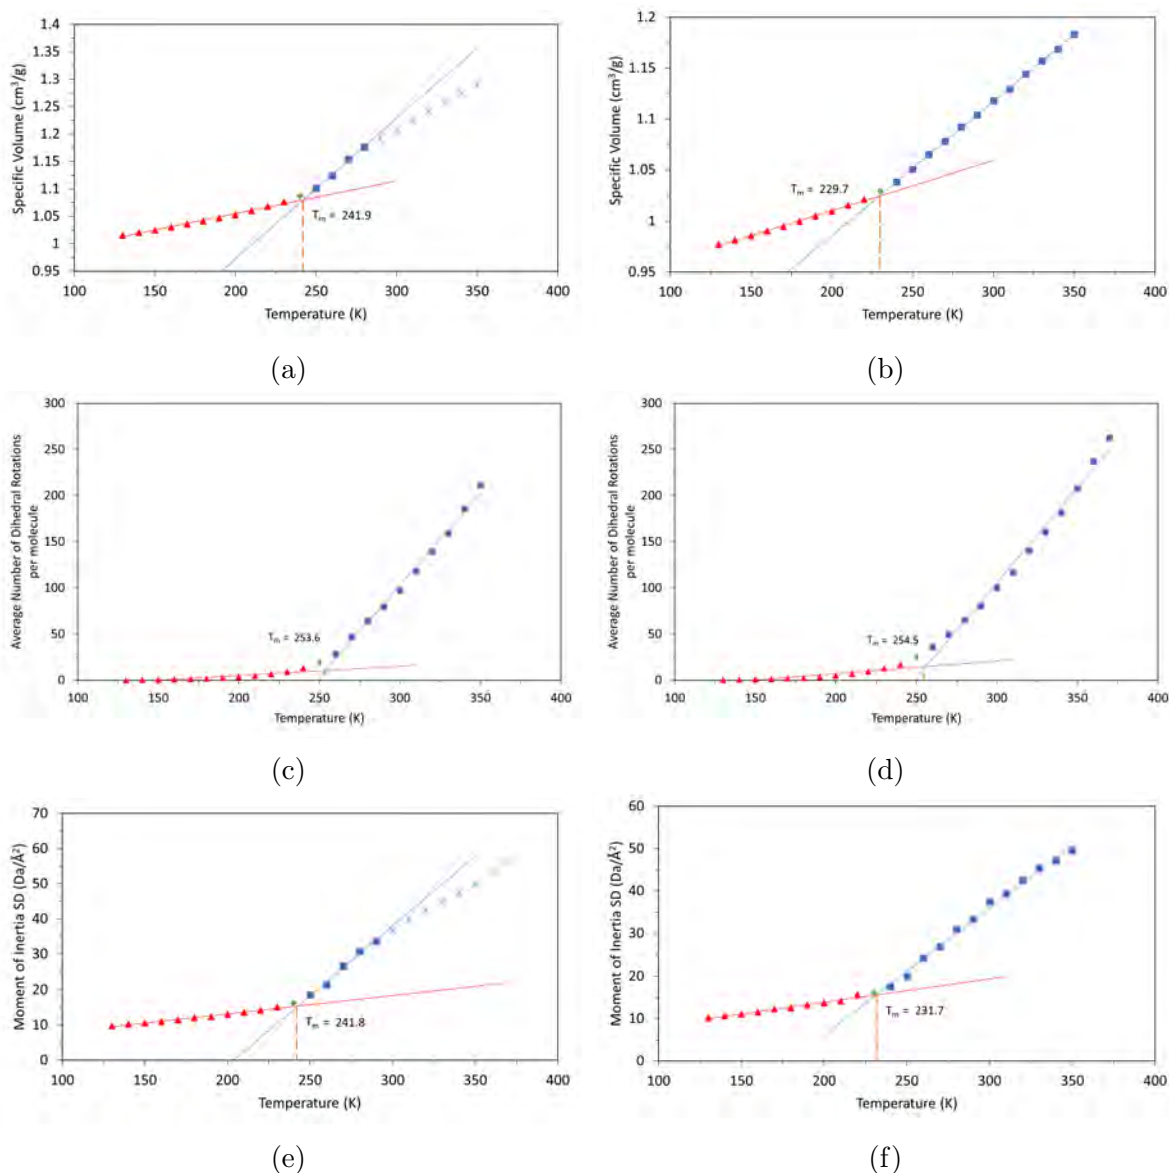 1.4
1.35
1.3
1.25
1.2
1.15
1.1
1.05
1
0.95
Specific Volume (cm³/g)
Tₘ = 241.9
100 150 200 250 300 350 400
Temperature (K)
(a)
1.2
1.15
1.1
1.05
1
0.95
Specific Volume (cm³/g)
Tₘ = 229.7
100 150 200 250 300 350 400
Temperature (K)
(b)
300
250
200
150
100
50
0
Average Number of Dihedral Rotations
per molecule
Tₘ = 253.6
100 150 200 250 300 350 400
Temperature (K)
(c)
300
250
200
150
100
50
0
Average Number of Dihedral Rotations
per molecule
Tₘ = 254.5
100 150 200 250 300 350 400
Temperature (K)
(d)
70
60
50
40
30
20
10
0
Moment of Inertia SD (Da/Å²)
Tₘ = 241.8
100 150 200 250 300 350 400
Temperature (K)
(e)
60
50
40
30
20
10
0
Moment of Inertia SD (Da/Å²)
Tₘ = 231.7
100 150 200 250 300 350 400
Temperature (K)
(f)